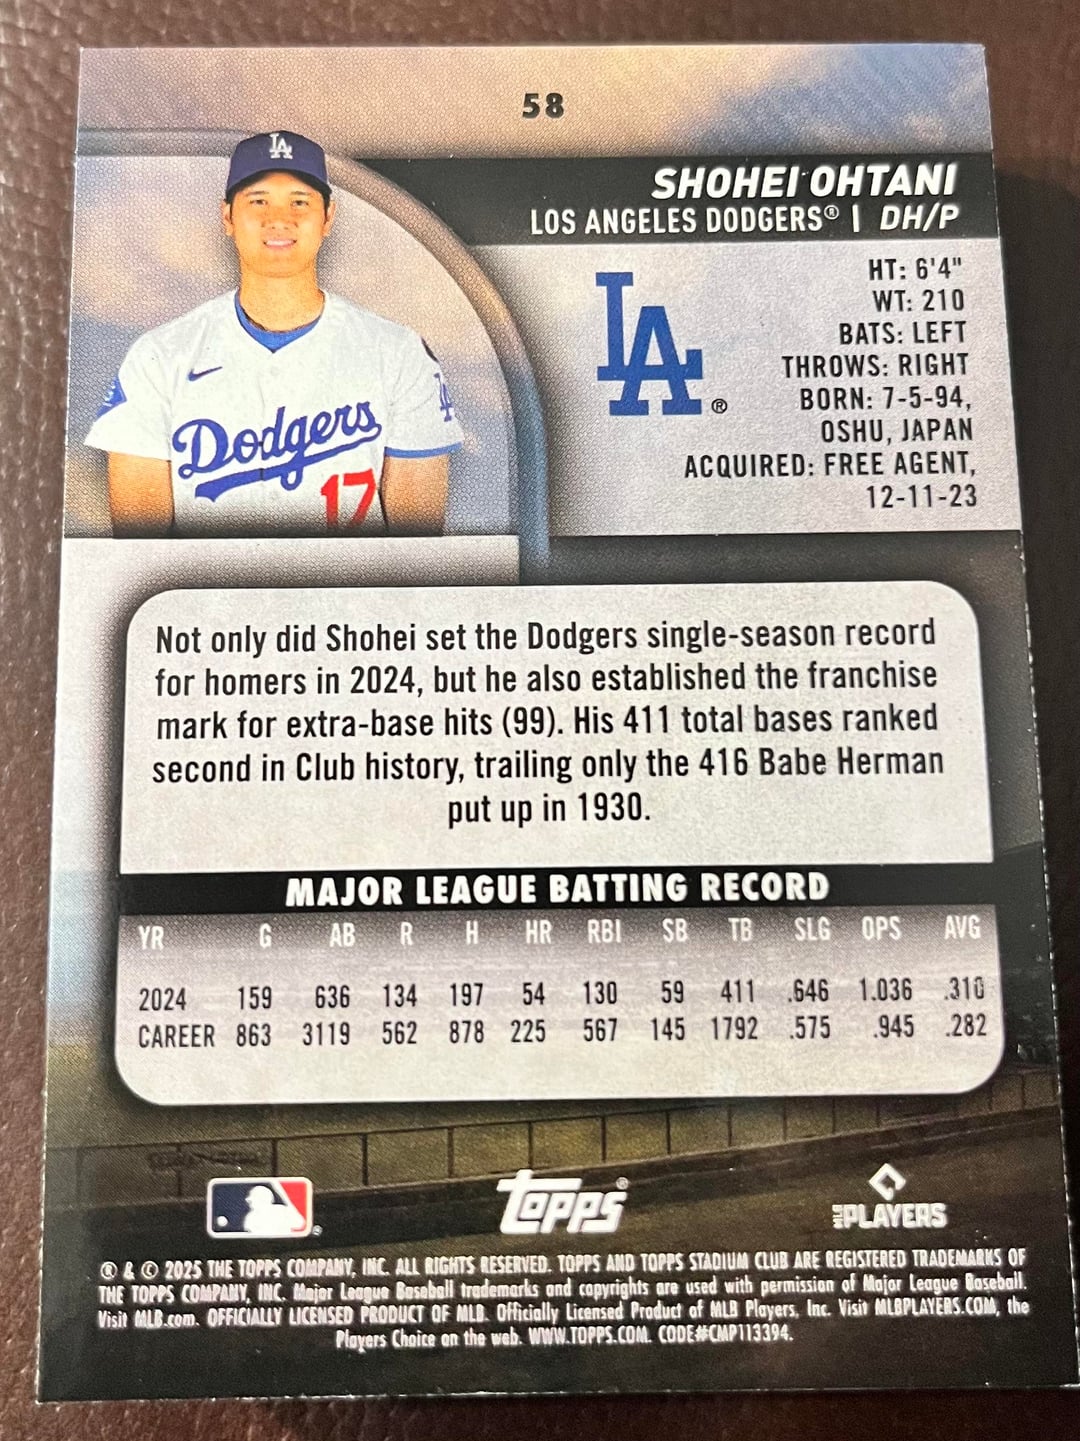 58
LA
SHOHEI OHTANI
LOS ANGELES DODGERS® | DH/P
Dodgers
17
LA®
HT: 6'4"
WT: 210
BATS: LEFT
THROWS: RIGHT
BORN: 7-5-94,
OSHU, JAPAN
ACQUIRED: FREE AGENT,
12-11-23
Not only did Shohei set the Dodgers single-season record
for homers in 2024, but he also established the franchise
mark for extra-base hits (99). His 411 total bases ranked
second in Club history, trailing only the 416 Babe Herman
put up in 1930.
MAJOR LEAGUE BATTING RECORD
YR G AB R H HR RBI SB TB SLG OPS AVG
2024 159 636 134 197 54 130 59 411 .646 1.036 .310
CAREER 863 3119 562 878 225 567 145 1792 .575 .945 .282
Topps®
MLB PLAYERS
® & © 2025 THE TOPPS COMPANY, INC. ALL RIGHTS RESERVED. TOPPS AND TOPPS STADIUM CLUB ARE REGISTERED TRADEMARKS OF
THE TOPPS COMPANY, INC. Major League Baseball trademarks and copyrights are used with permission of Major League Baseball.
Visit MLB.com. OFFICIALLY LICENSED PRODUCT OF MLB. Officially Licensed Product of MLB Players, Inc. Visit MLBPLAYERS.COM, the
Players Choice on the web. WWW.TOPPS.COM. CODE#CMP113394.